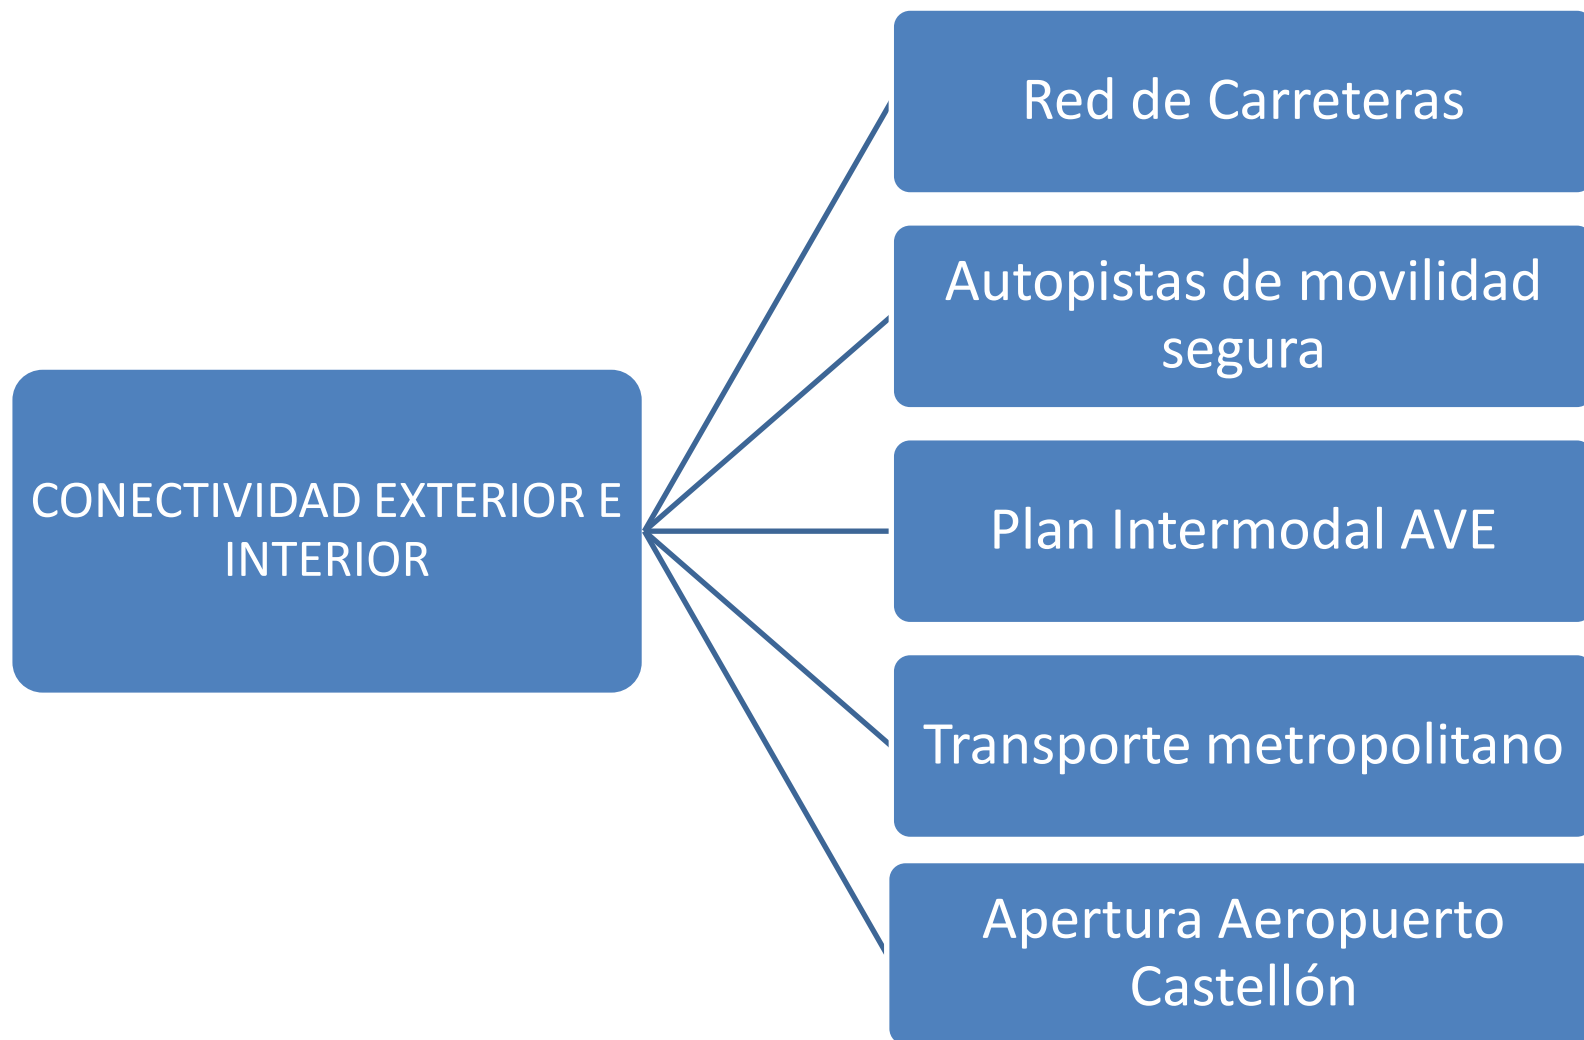 Red de Carreteras
Autopistas de movilidad
segura
CONECTIVIDAD EXTERIOR E
INTERIOR
Plan Intermodal AVE
Transporte metropolitano
Apertura Aeropuerto
Castellón